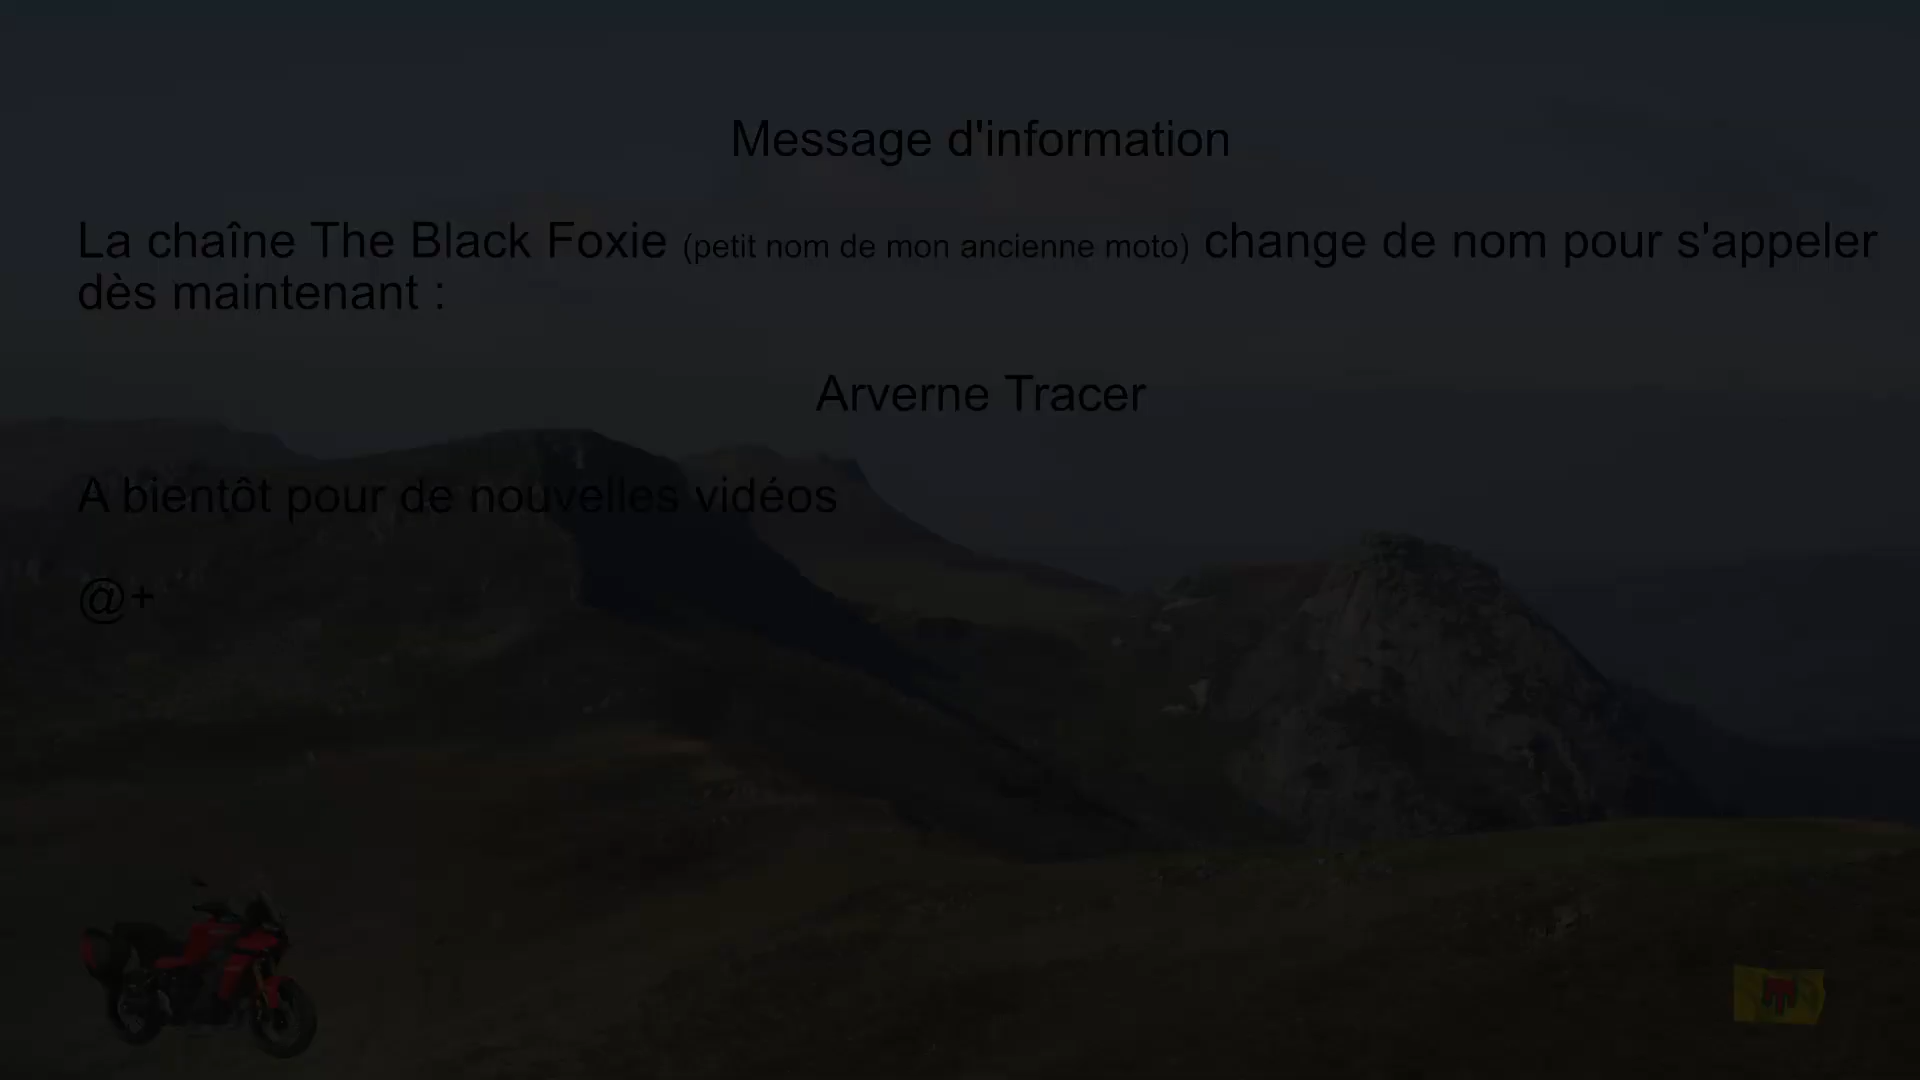 Message d'information
La chaîne The Black Foxie (petit nom de mon ancienne moto) change de nom pour s'appeler
dès maintenant :
Arverne Tracer
A bientôt pour de nouvelles vidéos
@+